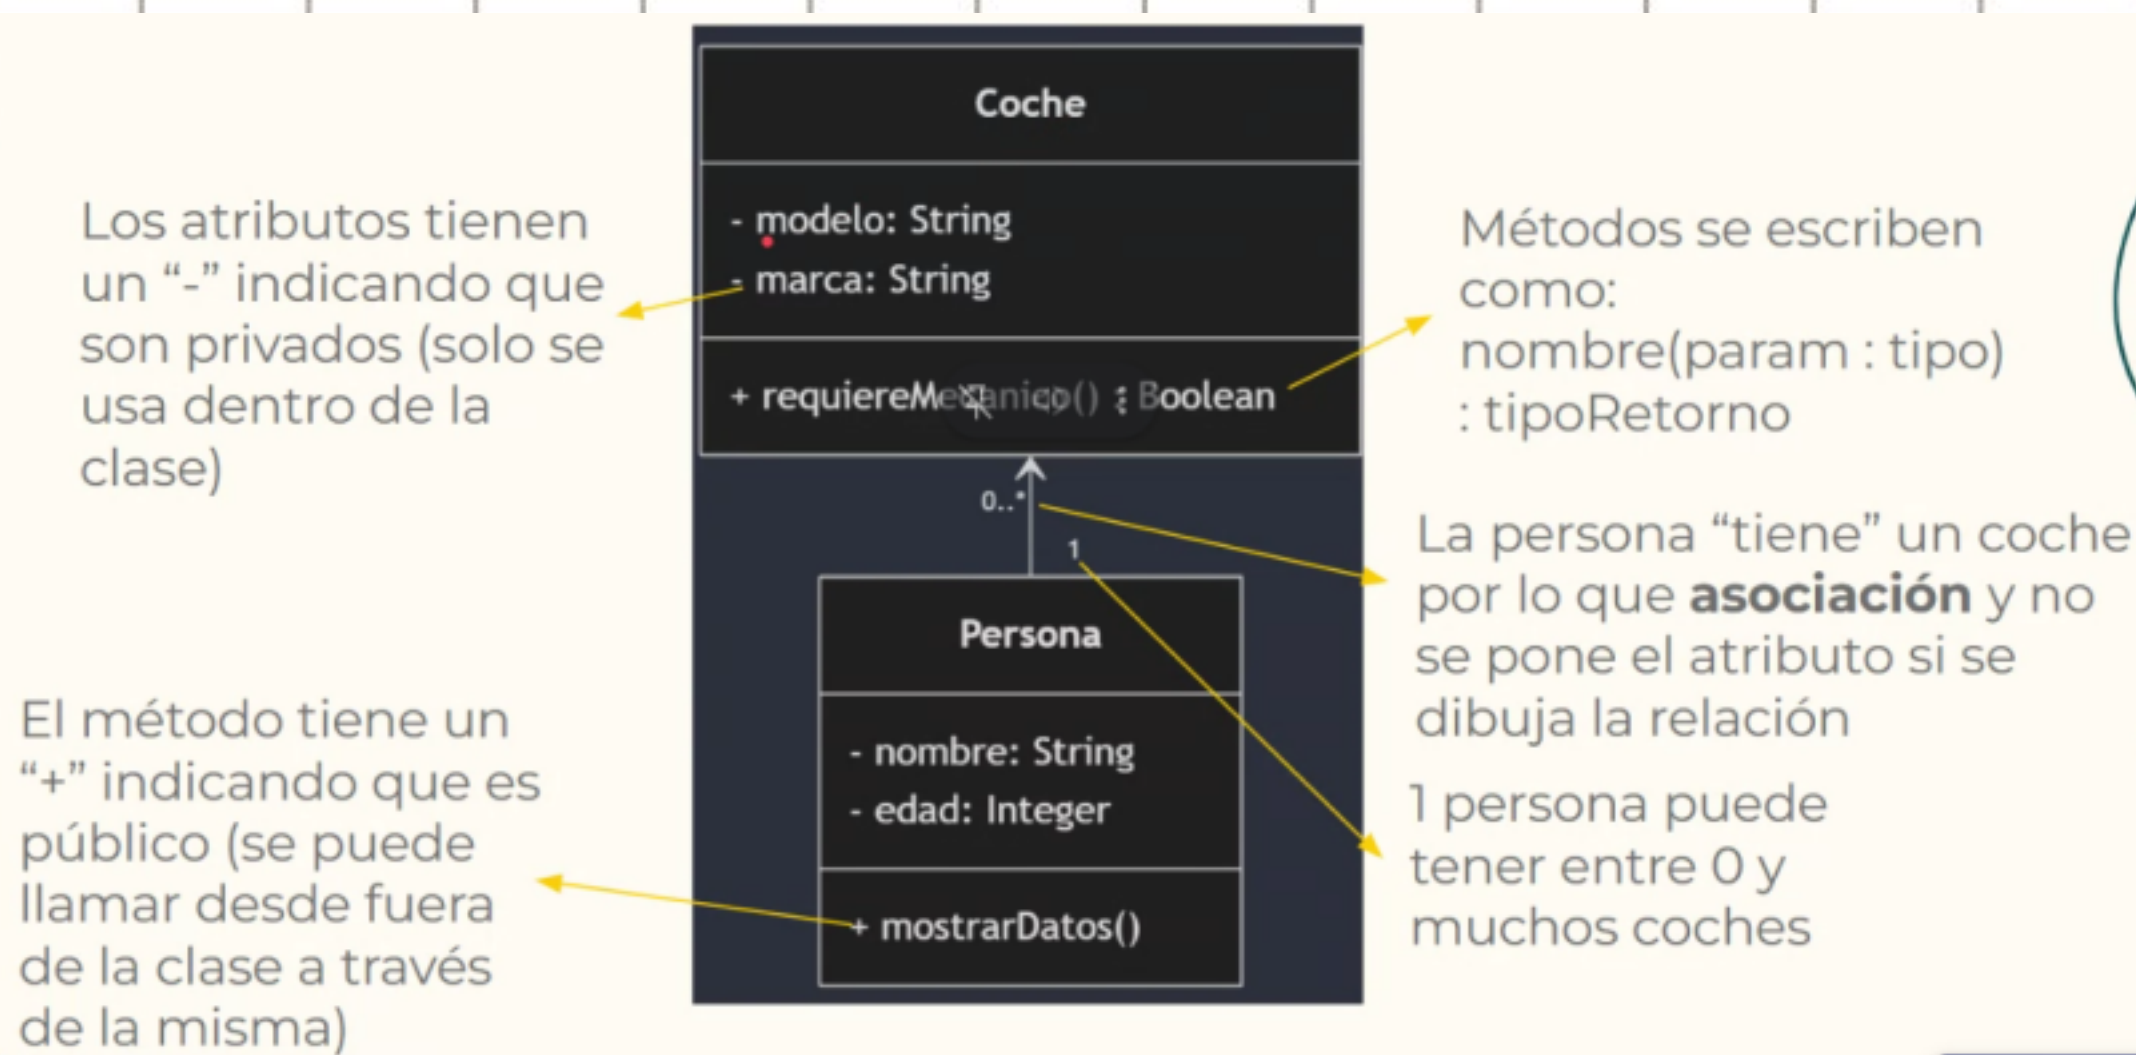 Coche
- modelo: String
- marca: String
+ requiereMecanico() : Boolean
0..*
1
Persona
- nombre: String
- edad: Integer
+ mostrarDatos()
Los atributos tienen
un “-” indicando que
son privados (solo se
usa dentro de la
clase)
El método tiene un
“+” indicando que es
público (se puede
llamar desde fuera
de la clase a través
de la misma)
Métodos se escriben
como:
nombre(param : tipo)
: tipoRetorno
La persona “tiene” un coche
por lo que asociación y no
se pone el atributo si se
dibuja la relación
1 persona puede
tener entre 0 y
muchos coches